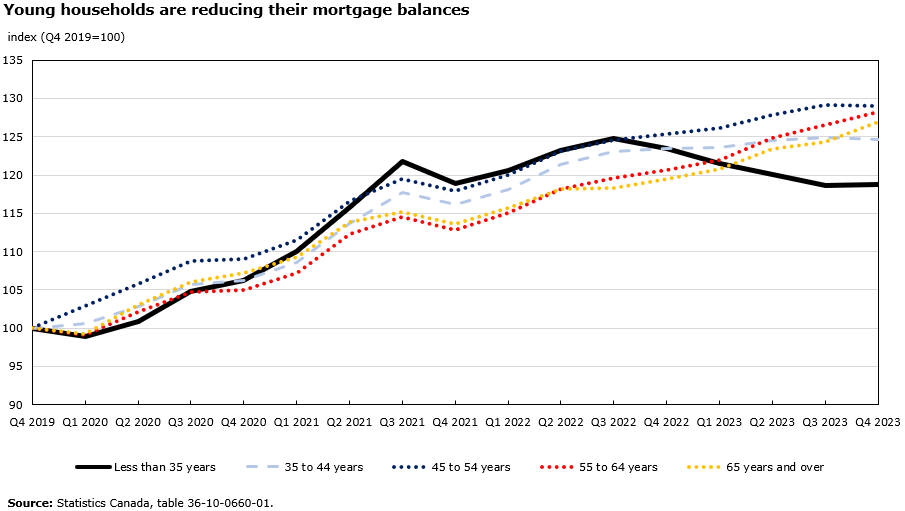 Young households are reducing their mortgage balances
index (Q4 2019=100)
135
130
125
120
115
110
105
100
95
90
Q4 2019 Q1 2020 Q2 2020 Q3 2020 Q4 2020 Q1 2021 Q2 2021 Q3 2021 Q4 2021 Q1 2022 Q2 2022 Q3 2022 Q4 2022 Q1 2023 Q2 2023 Q3 2023 Q4 2023
Less than 35 years 35 to 44 years 45 to 54 years 55 to 64 years 65 years and over
Source: Statistics Canada, table 36-10-0660-01.